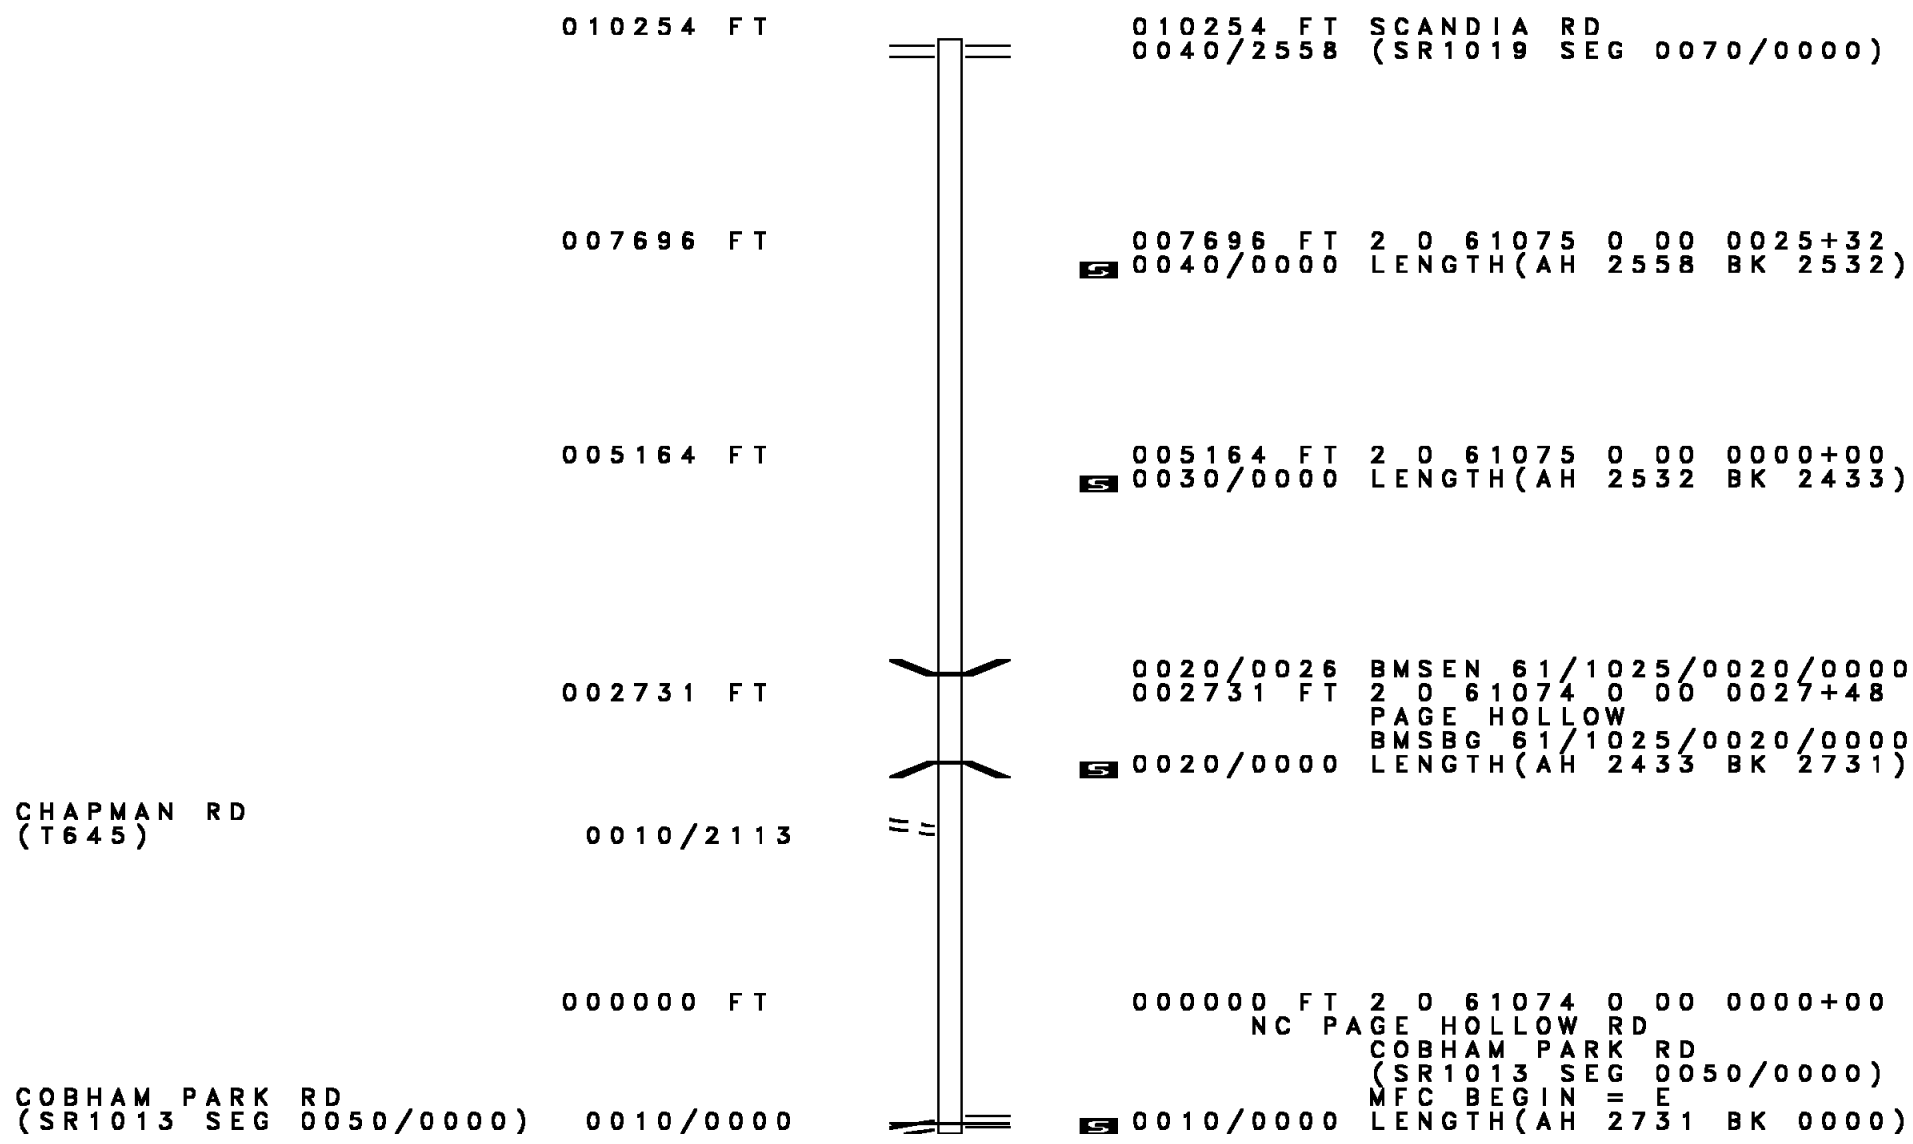 010254 FT 010254 FT SCANDIA RD
0040/2558 (SR1019 SEG 0070/0000)
007696 FT 007696 FT 2 0 61075 0 00 0025+32
S 0040/0000 LENGTH(AH 2558 BK 2532)
005164 FT 005164 FT 2 0 61075 0 00 0000+00
S 0030/0000 LENGTH(AH 2532 BK 2433)
0020/0026 BMSEN 61/1025/0020/0000
002731 FT 002731 FT 2 0 61074 0 00 0027+48
PAGE HOLLOW
BMSBG 61/1025/0020/0000
S 0020/0000 LENGTH(AH 2433 BK 2731)
CHAPMAN RD
(T645) 0010/2113
000000 FT 000000 FT 2 0 61074 0 00 0000+00
NC PAGE HOLLOW RD
COBHAM PARK RD
(SR1013 SEG 0050/0000)
COBHAM PARK RD MFC BEGIN = E
(SR1013 SEG 0050/0000) 0010/0000 S 0010/0000 LENGTH(AH 2731 BK 0000)